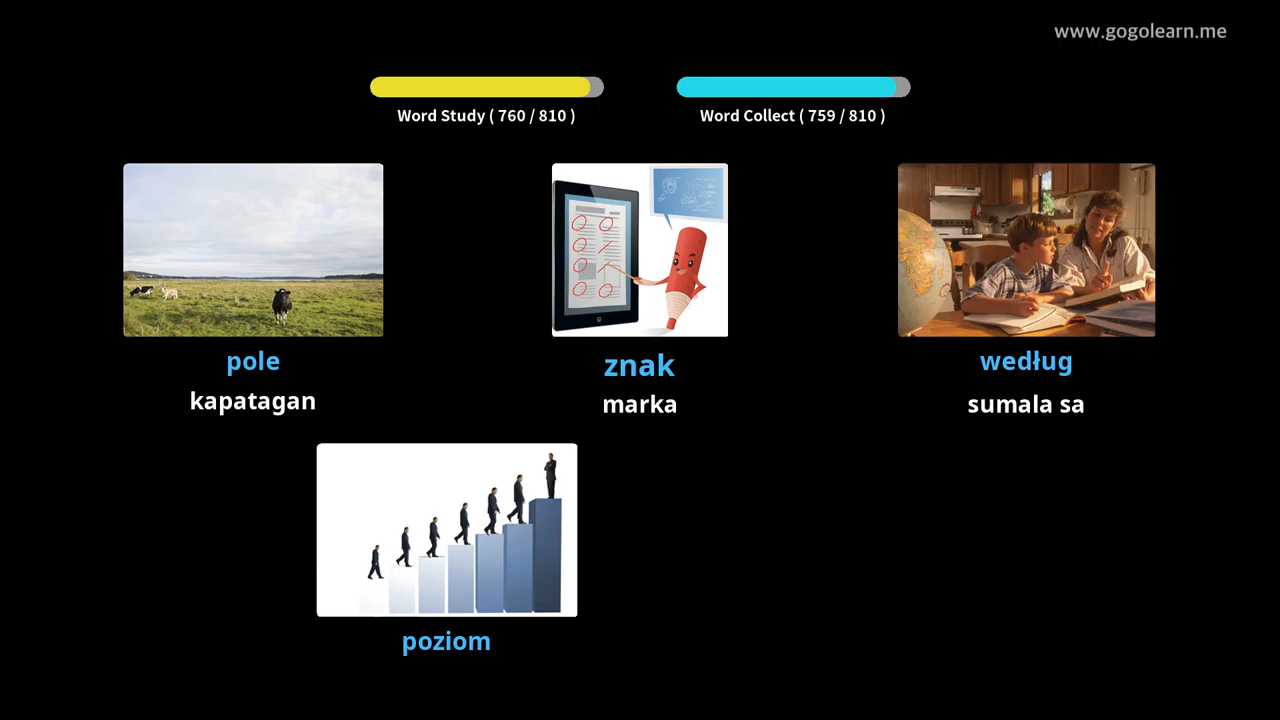 www.gogolearn.me
Word Study ( 760 / 810 )
Word Collect ( 759 / 810 )
pole
kapatagan
znak
marka
według
sumala sa
poziom